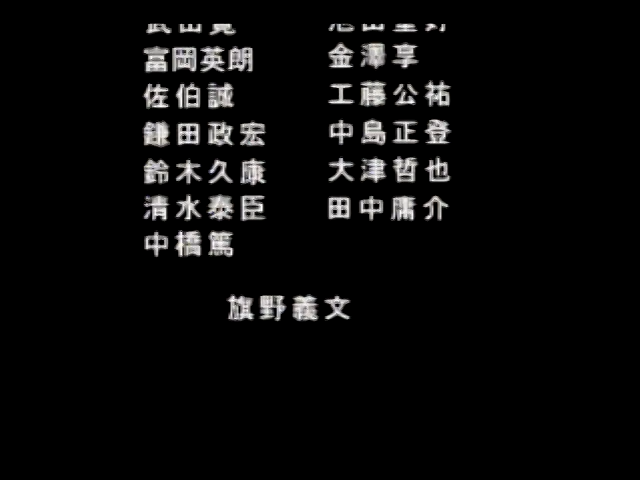 富岡英朗 金澤享
佐伯誠 工藤公祐
鎌田政宏 中島正登
鈴木久康 大津哲也
清水泰臣 田中庸介
中橋篤
旗野義文